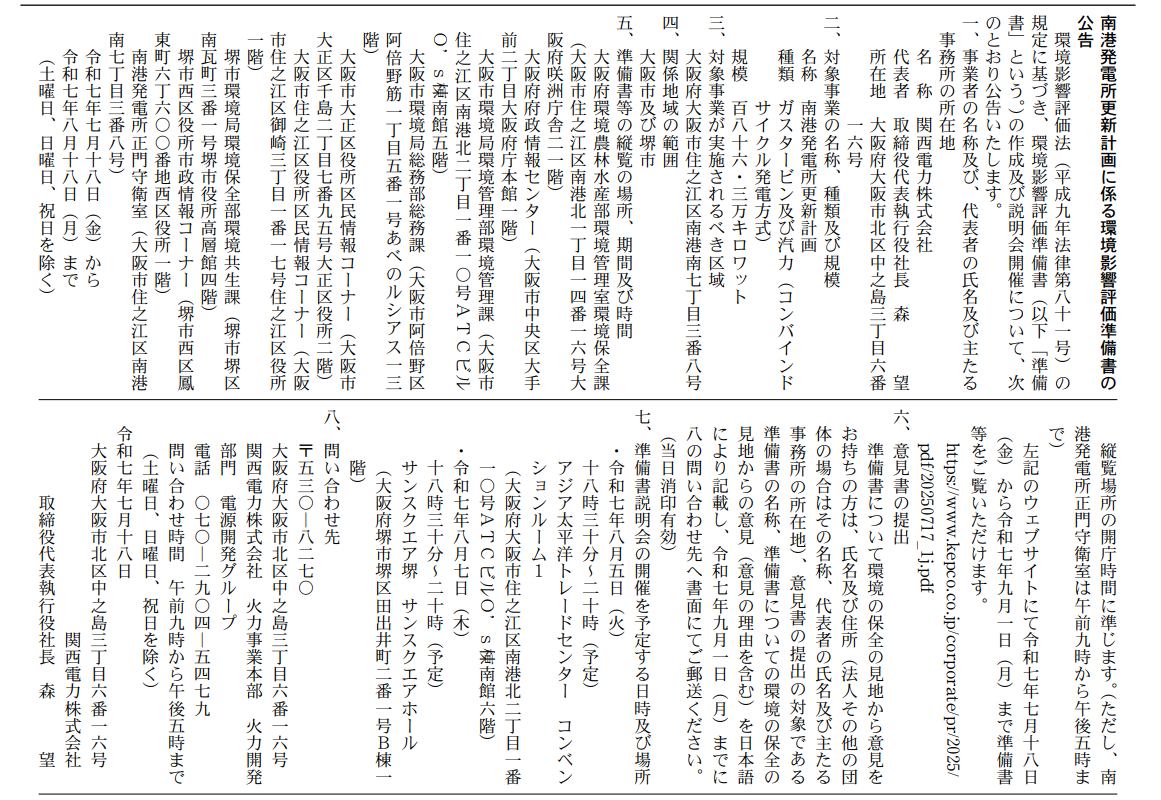 南港発電所更新計画に係る環境影響評価準備書の
公告
環境影響評価法（平成九年法律第八十一号）の
規定に基づき、環境影響評価準備書（以下「準備
書」という。）の作成及び説明会開催について、次
のとおり公告いたします。
一、事業者の名称及び、代表者の氏名及び主たる
事務所の所在地
名　称　関西電力株式会社
代表者　取締役代表執行役社長　森　　望
所在地　大阪府大阪市北区中之島三丁目六番
一六号
二、対象事業の名称、種類及び規模
名称　南港発電所更新計画
種類　ガスタービン及び汽力（コンバインド
サイクル発電方式）
規模　百八十六・三万キロワット
三、対象事業が実施されるべき区域
大阪府大阪市住之江区南港南七丁目三番八号
四、関係地域の範囲
大阪市及び堺市
五、準備書等の縦覧の場所、期間及び時間
大阪府環境農林水産部環境管理室環境保全課
（大阪市住之江区南港北一丁目一四番一六号大
阪府咲洲庁舎二一階）
大阪府府政情報センター（大阪市中央区大手
前二丁目大阪府庁本館一階）
大阪市環境局環境管理部環境管理課（大阪市
住之江区南港北二丁目一番一〇号ＡＴＣビル
Ｏ’ｓ棟南館五階）
大阪市環境局総務部総務課（大阪市阿倍野区
阿倍野筋一丁目五番一号あべのルシアス一三
階）
大阪市大正区役所区民情報コーナー（大阪市
大正区千島二丁目七番九五号大正区役所二階）
大阪市住之江区役所区民情報コーナー（大阪
市住之江区御崎三丁目一番一七号住之江区役所
一階）
堺市環境局環境保全部環境共生課（堺市堺区
南瓦町三番一号堺市役所高層館四階）
堺市西区役所市政情報コーナー（堺市西区鳳
東町六丁六〇〇番地西区役所一階）
南港発電所正門守衛室（大阪市住之江区南港
南七丁目三番八号）
令和七年七月十八日（金）から
令和七年八月十八日（月）まで
（土曜日、日曜日、祝日を除く）
縦覧場所の開庁時間に準じます。（ただし、南
港発電所正門守衛室は午前九時から午後五時ま
で）
左記のウェブサイトにて令和七年七月十八日
（金）から令和七年九月一日（月）まで準備書
等をご覧いただけます。
https://www.kepco.co.jp/corporate/pr/2025/
pdf/20250717_1j.pdf
六、意見書の提出
準備書について環境の保全の見地から意見を
お持ちの方は、氏名及び住所（法人その他の団
体の場合はその名称、代表者の氏名及び主たる
事務所の所在地）、意見書の提出の対象である
準備書の名称、準備書についての環境の保全の
見地からの意見（意見の理由を含む）を日本語
により記載し、令和七年九月一日（月）までに
八の問い合わせ先へ書面にてご郵送ください。
（当日消印有効）
七、準備書説明会の開催を予定する日時及び場所
・令和七年八月五日（火）
十八時三十分～二十時（予定）
アジア太平洋トレードセンター　コンベン
ションルーム１
（大阪府大阪市住之江区南港北二丁目一番
一〇号ＡＴＣビルＯ’ｓ棟南館六階）
・令和七年八月七日（木）
十八時三十分～二十時（予定）
サンスクエア堺　サンスクエアホール
（大阪府堺市堺区田出井町二番一号Ｂ棟一
階）
八、問い合わせ先
〒五三〇―八二七〇
大阪府大阪市北区中之島三丁目六番一六号
関西電力株式会社　火力事業本部　火力開発
部門　電源開発グループ
電話　〇七〇―二九〇四―五四七九
問い合わせ時間　午前九時から午後五時まで
（土曜日、日曜日、祝日を除く）
令和七年七月十八日
大阪府大阪市北区中之島三丁目六番一六号
関西電力株式会社
取締役代表執行役社長　森　　望